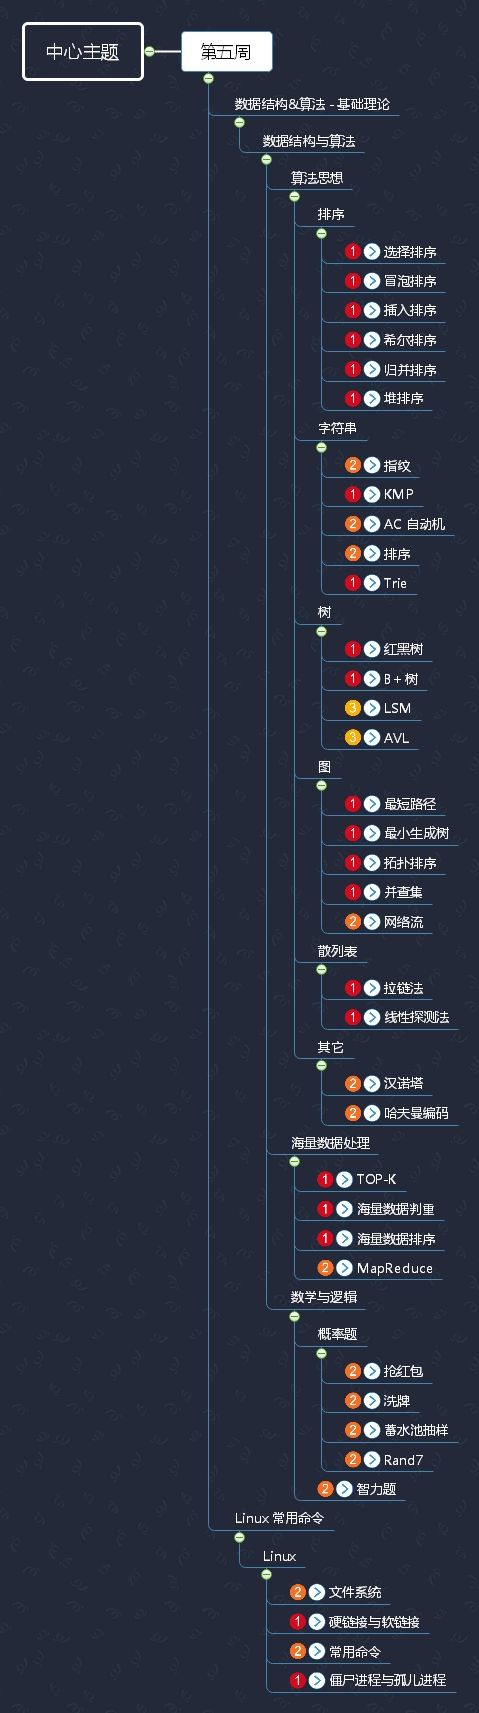 中心主题
第五周
数据结构&算法 - 基础理论
数据结构与算法
算法思想
排序
1 选择排序
1 冒泡排序
1 插入排序
1 希尔排序
1 归并排序
1 堆排序
字符串
2 指纹
1 KMP
2 AC 自动机
2 排序
1 Trie
树
1 红黑树
1 B + 树
3 LSM
3 AVL
图
1 最短路径
1 最小生成树
1 拓扑排序
1 并查集
2 网络流
散列表
1 拉链法
1 线性探测法
其它
2 汉诺塔
2 哈夫曼编码
海量数据处理
1 TOP-K
1 海量数据判重
1 海量数据排序
2 MapReduce
数学与逻辑
概率题
2 抢红包
2 洗牌
2 蓄水池抽样
2 Rand7
2 智力题
Linux 常用命令
Linux
2 文件系统
1 硬链接与软链接
2 常用命令
1 僵尸进程与孤儿进程